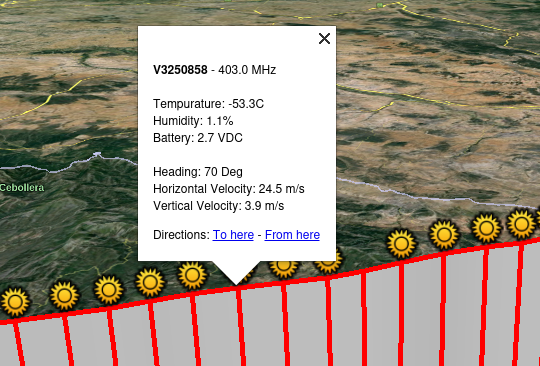 V3250858 - 403.0 MHz
Tempurature: -53.3C
Humidity: 1.1%
Battery: 2.7 VDC
Heading: 70 Deg
Horizontal Velocity: 24.5 m/s
Vertical Velocity: 3.9 m/s
Directions: To here - From here
Cebollera